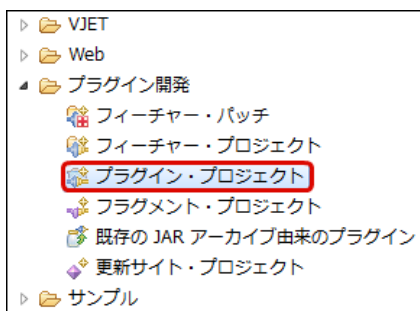 VJET
Web
プラグイン開発
フィーチャー・パッチ
フィーチャー・プロジェクト
プラグイン・プロジェクト
フラグメント・プロジェクト
既存の JAR アーカイブ由来のプラグイン
更新サイト・プロジェクト
サンプル